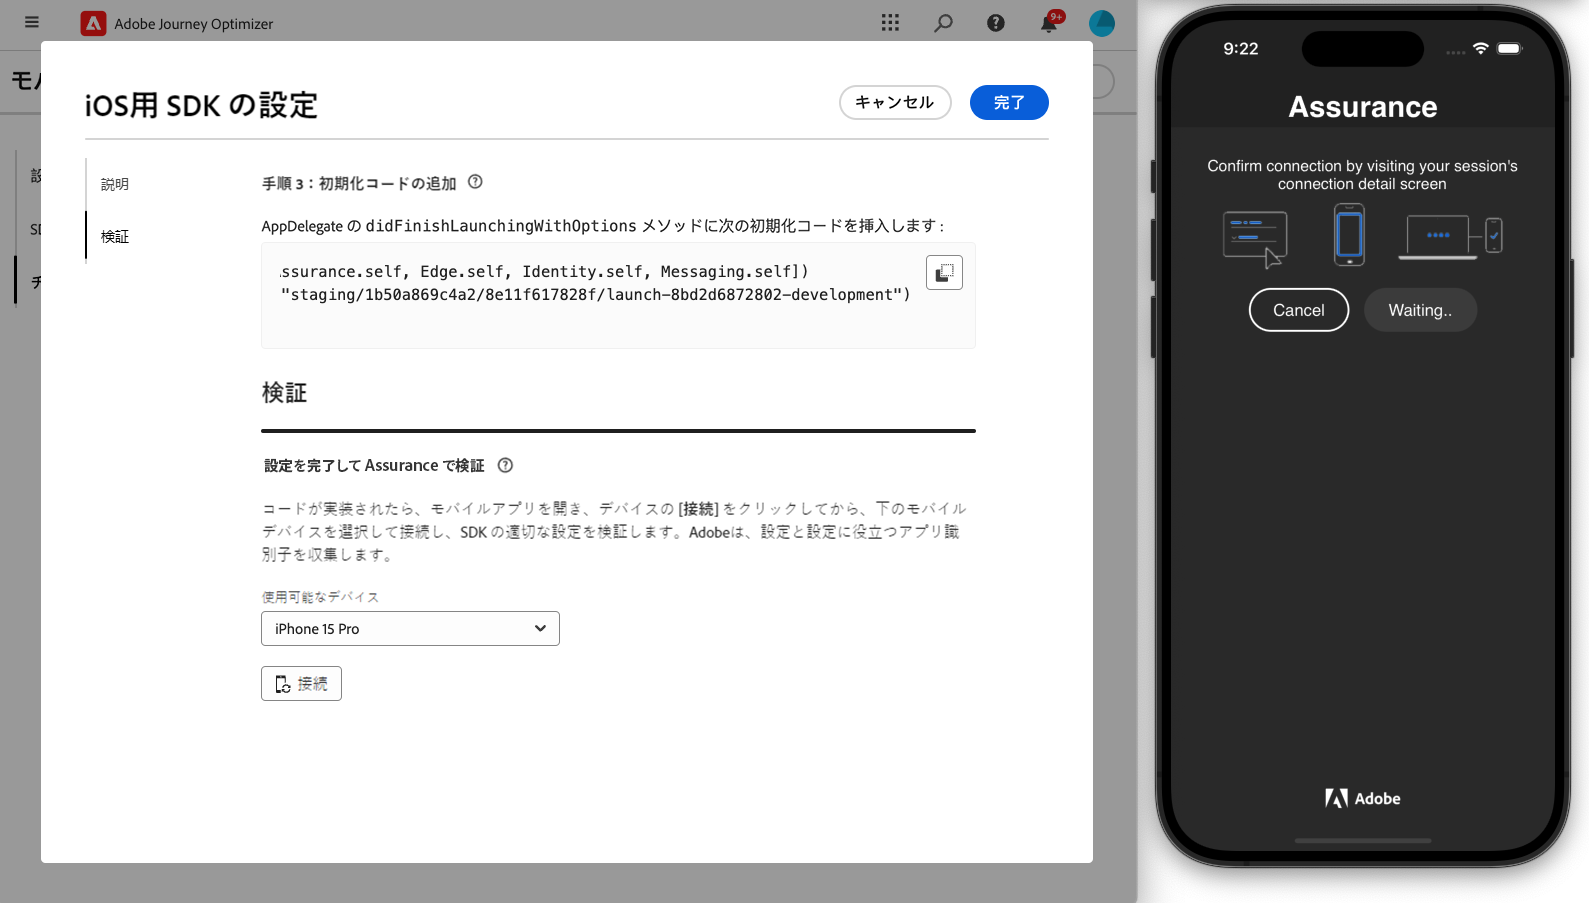 Adobe Journey Optimizer
9+
モバ
iOS用 SDK の設定
キャンセル
完了
説明
検証
手順 3：初期化コードの追加
AppDelegate の didFinishLaunchingWithOptions メソッドに次の初期化コードを挿入します :
ssurance.self, Edge.self, Identity.self, Messaging.self])
"staging/1b50a869c4a2/8e11f617828f/launch-8bd2d6872802-development")
検証
設定を完了して Assurance で検証
コードが実装されたら、モバイルアプリを開き、デバイスの [接続] をクリックしてから、下のモバイル
デバイスを選択して接続し、SDK の適切な設定を検証します。Adobeは、設定と設定に役立つアプリ識
別子を収集します。
使用可能なデバイス
iPhone 15 Pro
接続
設
SD
チ
9:22
Assurance
Confirm connection by visiting your session's
connection detail screen
Cancel
Waiting..
Adobe